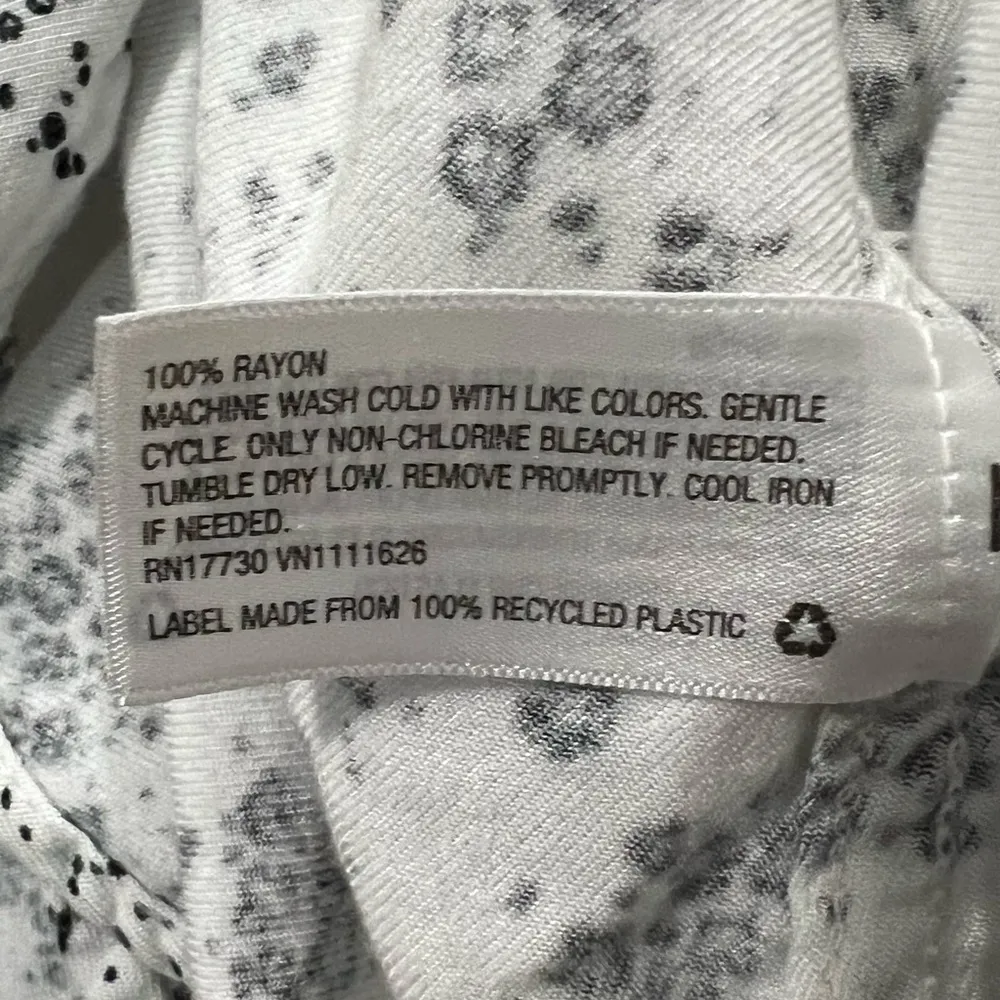 100% RAYON
MACHINE WASH COLD WITH LIKE COLORS. GENTLE
CYCLE. ONLY NON-CHLORINE BLEACH IF NEEDED.
TUMBLE DRY LOW. REMOVE PROMPTLY. COOL IRON
IF NEEDED.
RN17730 VN1111626
LABEL MADE FROM 100% RECYCLED PLASTIC